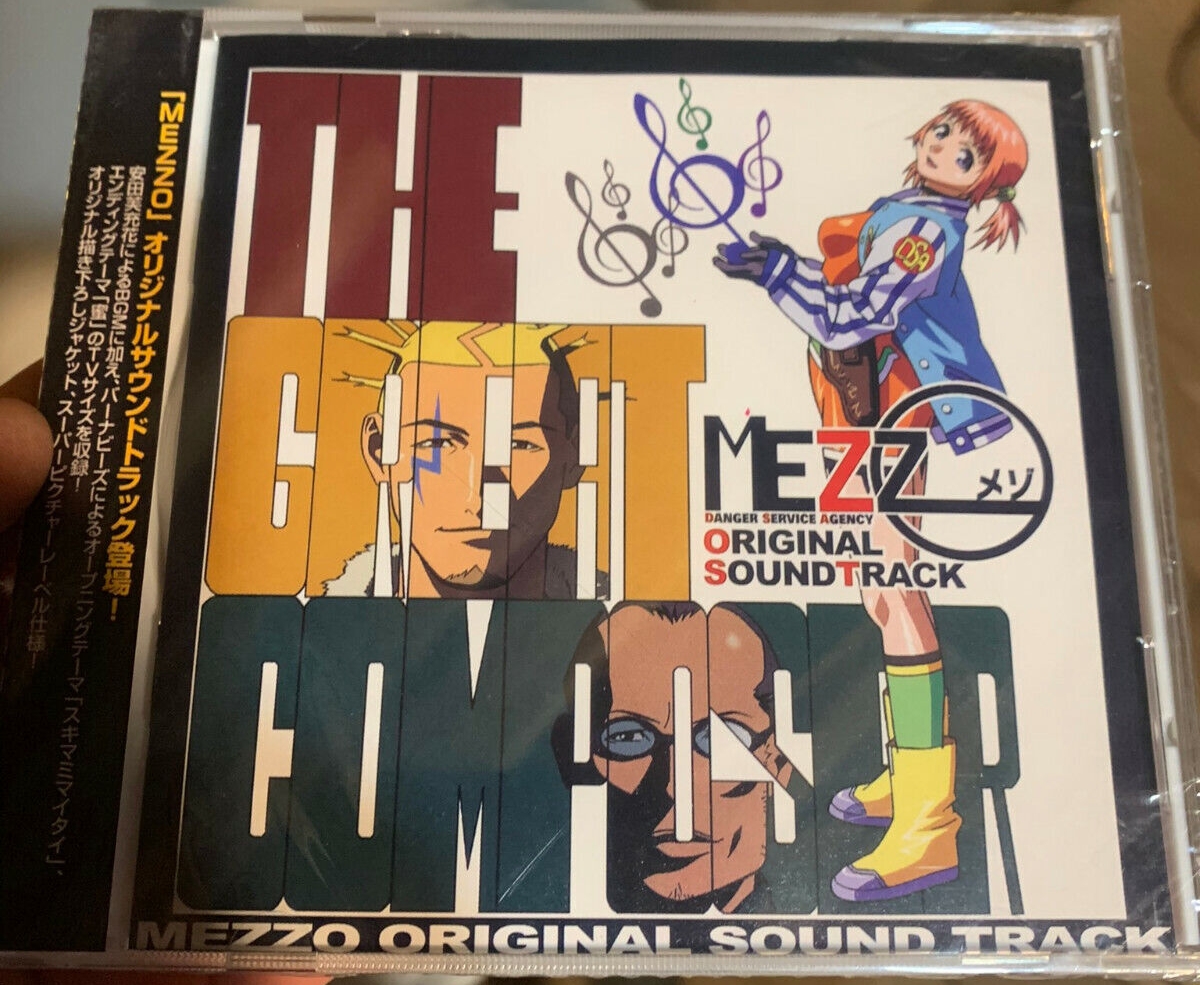 「MEZZO」オリジナルサウンドトラック登場！
安田芙充花によるBGMに加え、バーナビーズによるオープニングテーマ「スキマミマイタイ」、
エンディングテーマ「蜜」のTVサイズを収録！
オリジナル描き下ろしジャケット、スーパーピクチャーレーベル仕様！
THE
GREAT
COMPOSER
DSA
MEZZO
メゾ
DANGER SERVICE AGENCY
ORIGINAL
SOUNDTRACK
MEZZO ORIGINAL SOUND TRACK